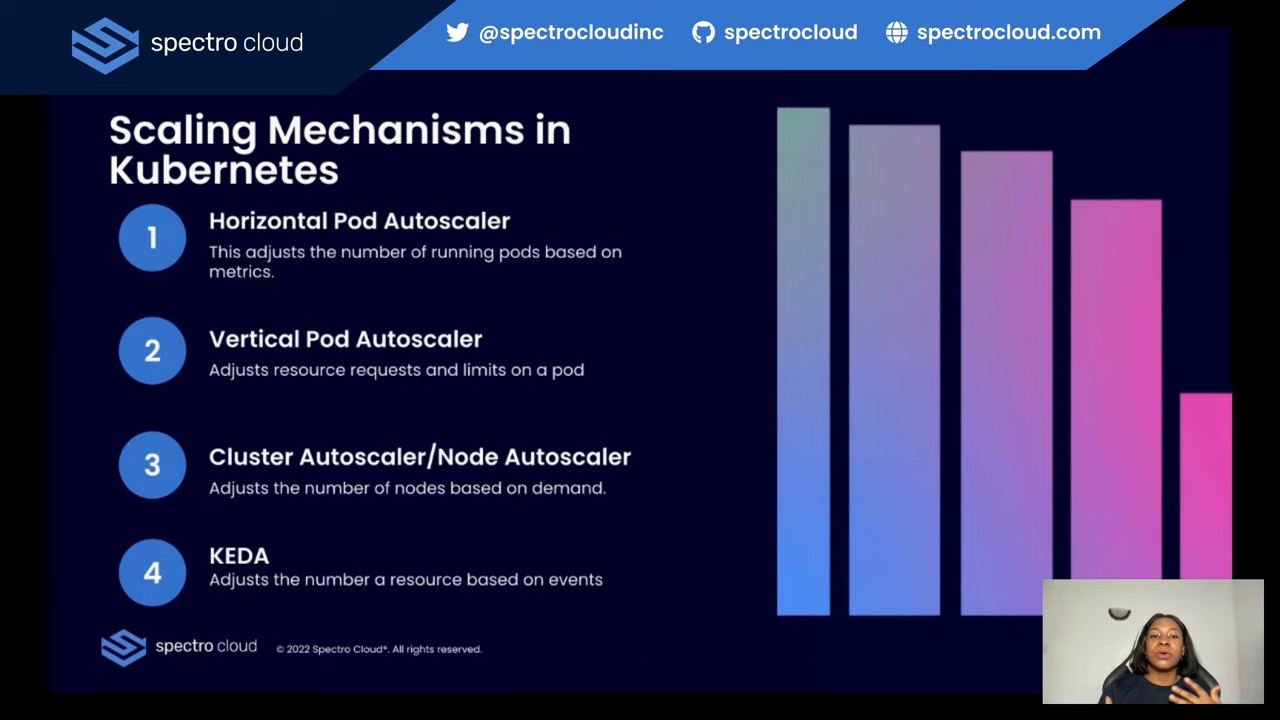 spectro cloud
@spectrocloudinc
spectrocloud
spectrocloud.com
Scaling Mechanisms in
Kubernetes
1
Horizontal Pod Autoscaler
This adjusts the number of running pods based on
metrics.
2
Vertical Pod Autoscaler
Adjusts resource requests and limits on a pod
3
Cluster Autoscaler/Node Autoscaler
Adjusts the number of nodes based on demand.
4
KEDA
Adjusts the number a resource based on events
spectro cloud
© 2022 Spectro Cloud®. All rights reserved.